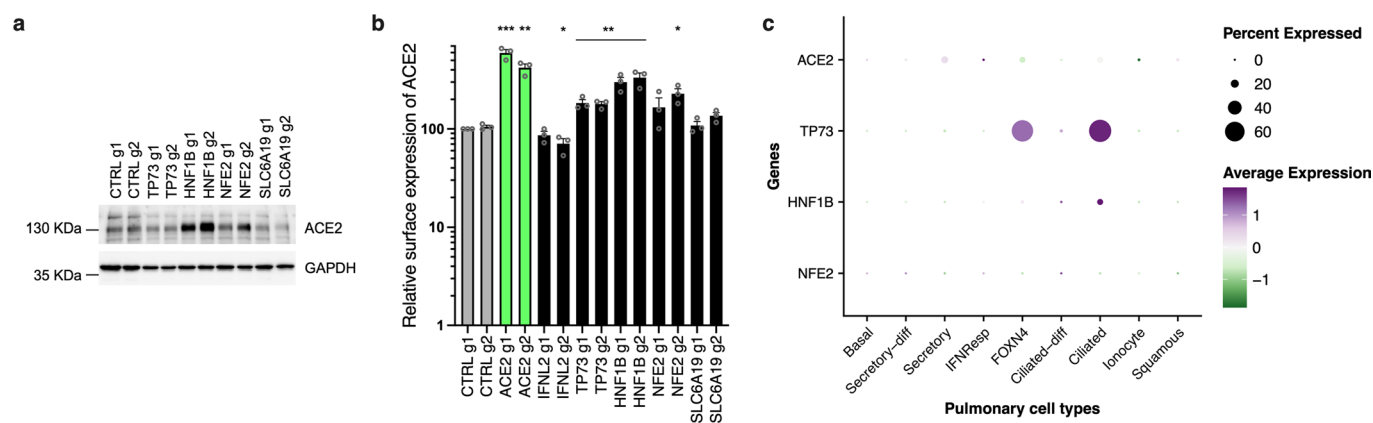 a
CTRL g1
CTRL g2
TP73 g1
TP73 g2
HNF1B g1
HNF1B g2
NFE2 g1
NFE2 g2
SLC6A19 g1
SLC6A19 g2
130 KDa
ACE2
35 KDa
GAPDH
b
Relative surface expression of ACE2
*** ** * ** *
100
10
1
CTRL g1
CTRL g2
ACE2 g1
ACE2 g2
IFNL2 g1
IFNL2 g2
TP73 g1
TP73 g2
HNF1B g1
HNF1B g2
NFE2 g1
NFE2 g2
SLC6A19 g1
SLC6A19 g2
c
Genes
ACE2
TP73
HNF1B
NFE2
Basal
Secretory-diff
Secretory
IFNResp
FOXN4
Ciliated-diff
Ciliated
Ionocyte
Squamous
Pulmonary cell types
Percent Expressed
0
20
40
60
Average Expression
1
0
−1